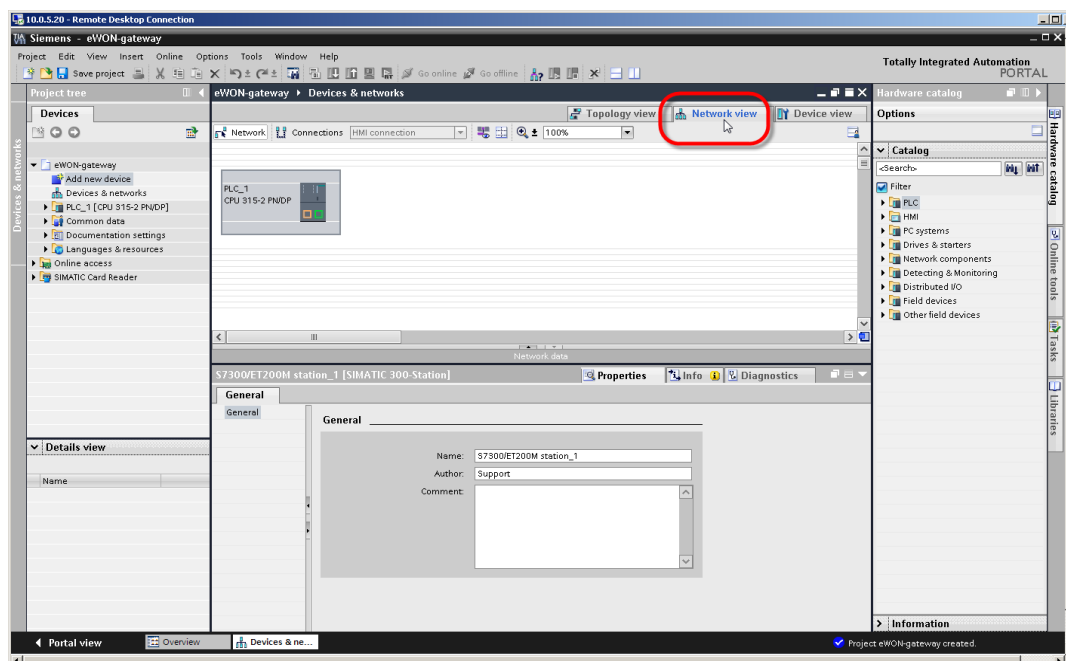 10.0.5.20 - Remote Desktop Connection
Siemens - eWON-gateway
Project Edit View Insert Online Options Tools Window Help
Totally Integrated Automation
PORTAL
Save project Go online Go offline
Project tree
eWON-gateway Devices & networks
Hardware catalog
Devices
Topology view Network view Device view
Options
Network Connections HMI connection 100%
Catalog
<Search>
Filter
PLC
HMI
PC systems
Drives & starters
Network components
Detecting & Monitoring
Distributed I/O
Field devices
Other field devices
eWON-gateway
Add new device
Devices & networks
PLC_1 [CPU 315-2 PN/DP]
Common data
Documentation settings
Languages & resources
Online access
SIMATIC Card Reader
PLC_1
CPU 315-2 PN/DP
Devices & networks
Hardware catalog
Online tools
Tasks
Libraries
Network data
S7300/ET200M station_1 [SIMATIC 300-Station]
Properties Info Diagnostics
General
General
General
Name: S7300/ET200M station_1
Author: Support
Comment:
Details view
Name
Information
Portal view Overview Devices & ne...
Project eWON-gateway created.